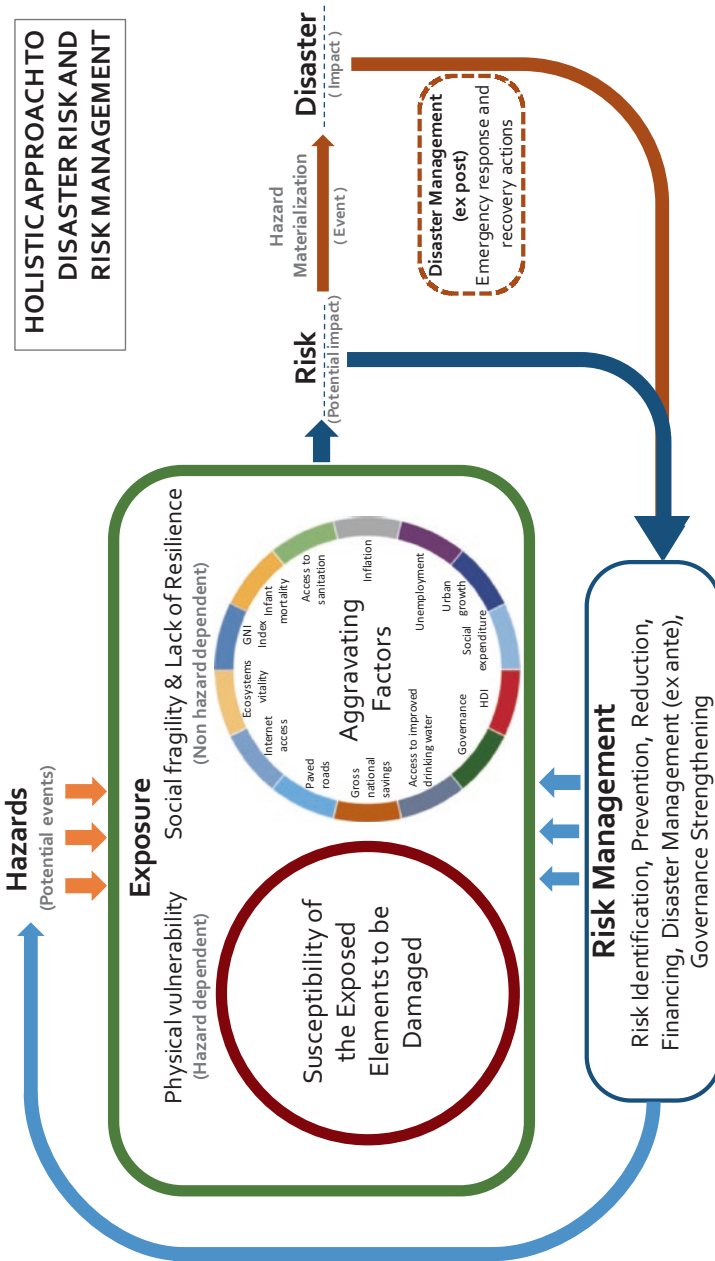 HOLISTIC APPROACH TO
DISASTER RISK AND
RISK MANAGEMENT
Hazards
(Potential events)
Exposure
Physical vulnerability
(Hazard dependent)
Susceptibility of
the Exposed
Elements to be
Damaged
Social fragility & Lack of Resilience
(Non hazard dependent)
Aggravating
Factors
GNI
Index
Infant
mortality
Access to
sanitation
Inflation
Unemployment
Urban
growth
Social
expenditure
HDI
Governance
Access to improved
drinking water
Gross
national
savings
Paved
roads
Internet
access
Ecosystems
vitality
Risk
(Potential impact)
Hazard
Materialization
(Event)
Disaster
(Impact)
Disaster Management
(ex post)
Emergency response and
recovery actions
Risk Management
Risk Identification, Prevention, Reduction,
Financing, Disaster Management (ex ante),
Governance Strengthening